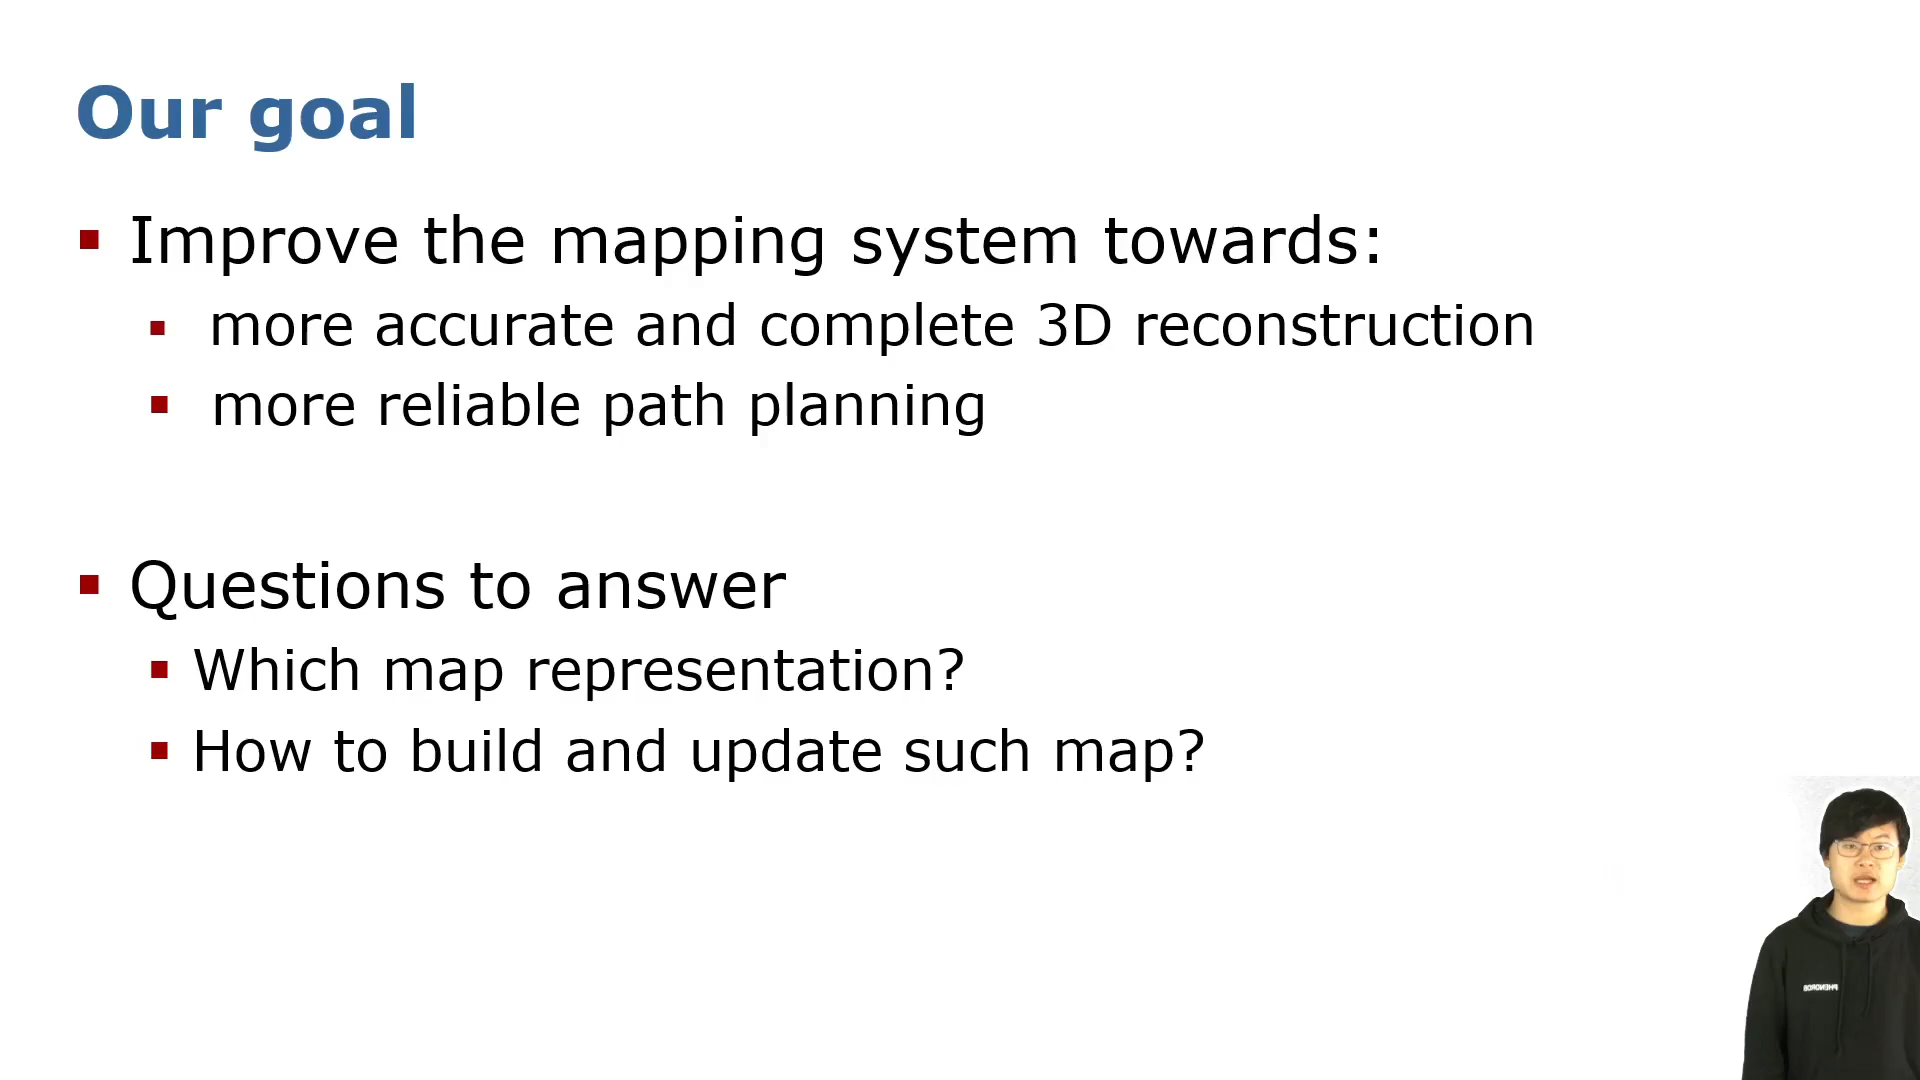 Our goal
Improve the mapping system towards:
more accurate and complete 3D reconstruction
more reliable path planning
Questions to answer
Which map representation?
How to build and update such map?
PHENOROB